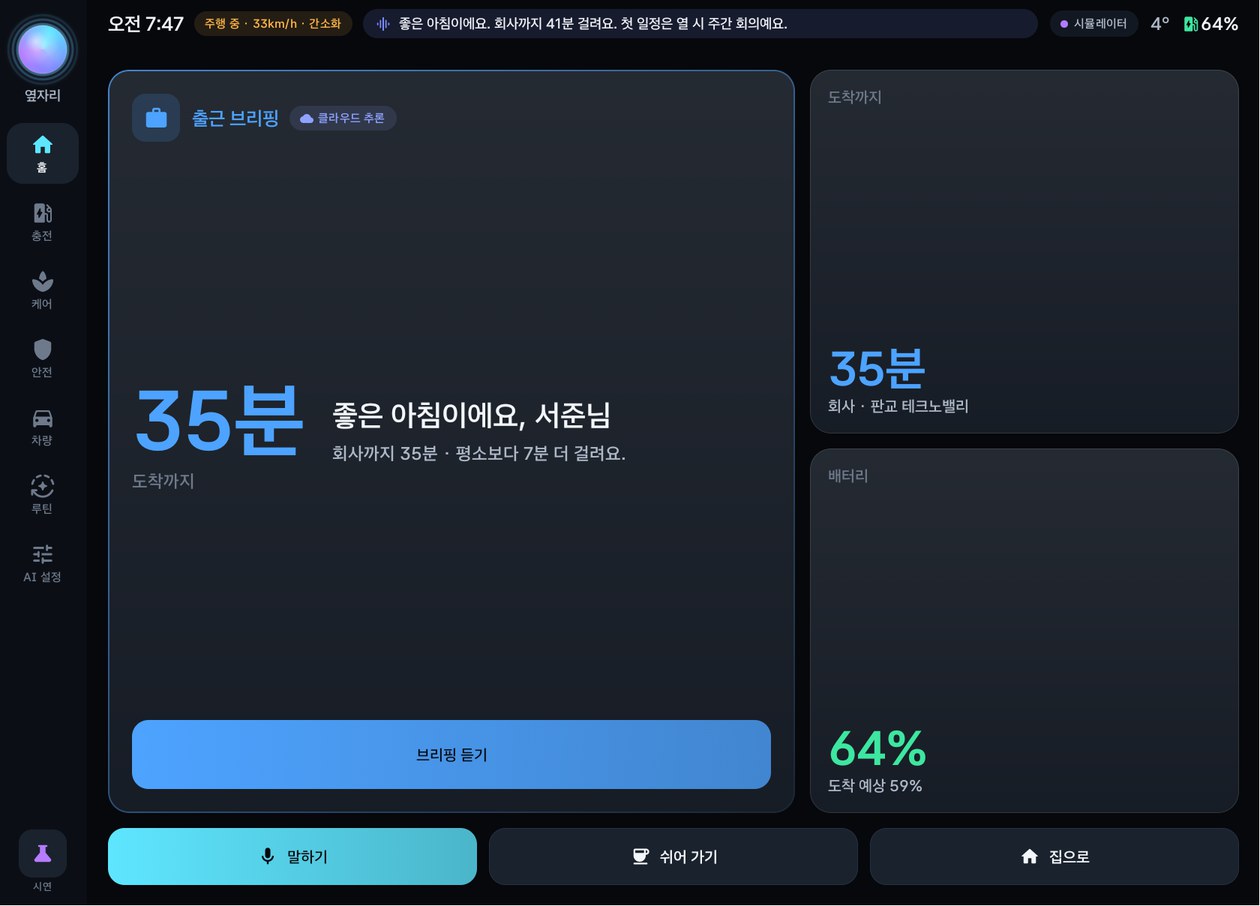 오전 7:47
주행 중 · 33km/h · 간소화
좋은 아침이에요. 회사까지 41분 걸려요. 첫 일정은 열 시 주간 회의예요.
시뮬레이터
4°
64%
옆자리
홈
충전
케어
안전
차량
루틴
AI 설정
시연
출근 브리핑
클라우드 추론
35분
도착까지
좋은 아침이에요, 서준님
회사까지 35분 · 평소보다 7분 더 걸려요.
브리핑 듣기
도착까지
35분
회사 · 판교 테크노밸리
배터리
64%
도착 예상 59%
말하기
쉬어 가기
집으로